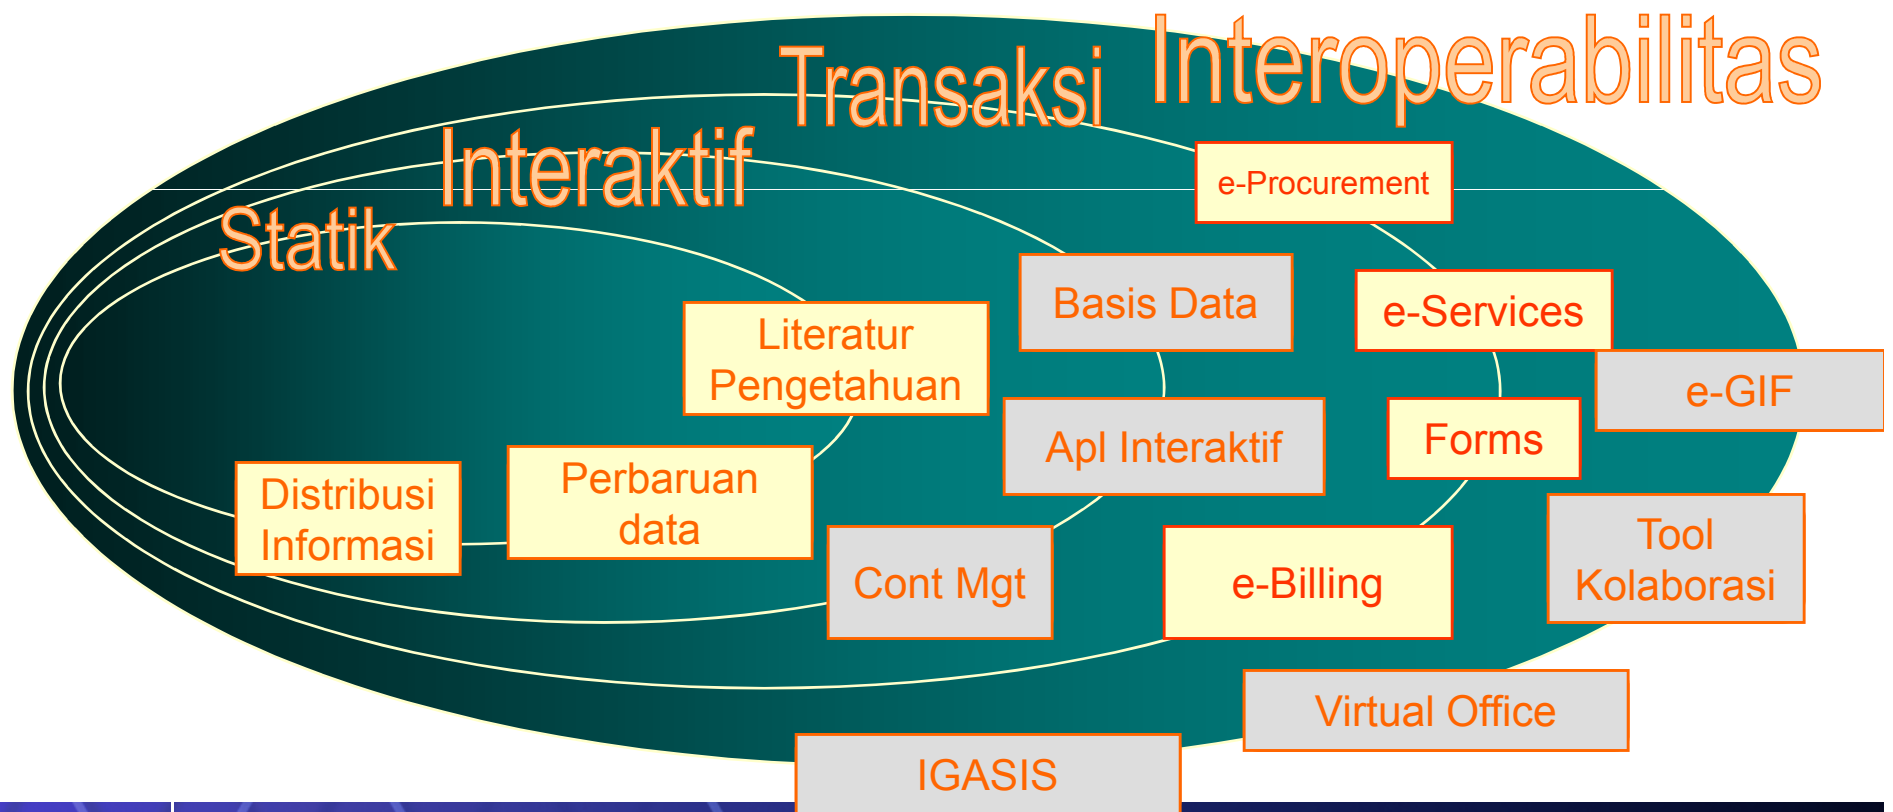 Interoperabilitas
Transaksi
Interaktif
Statik
e-Procurement
Basis Data
e-Services
Literatur
Pengetahuan
e-GIF
Apl Interaktif
Forms
Perbaruan
data
Distribusi
Informasi
Tool
Kolaborasi
Cont Mgt
e-Billing
Virtual Office
IGASIS